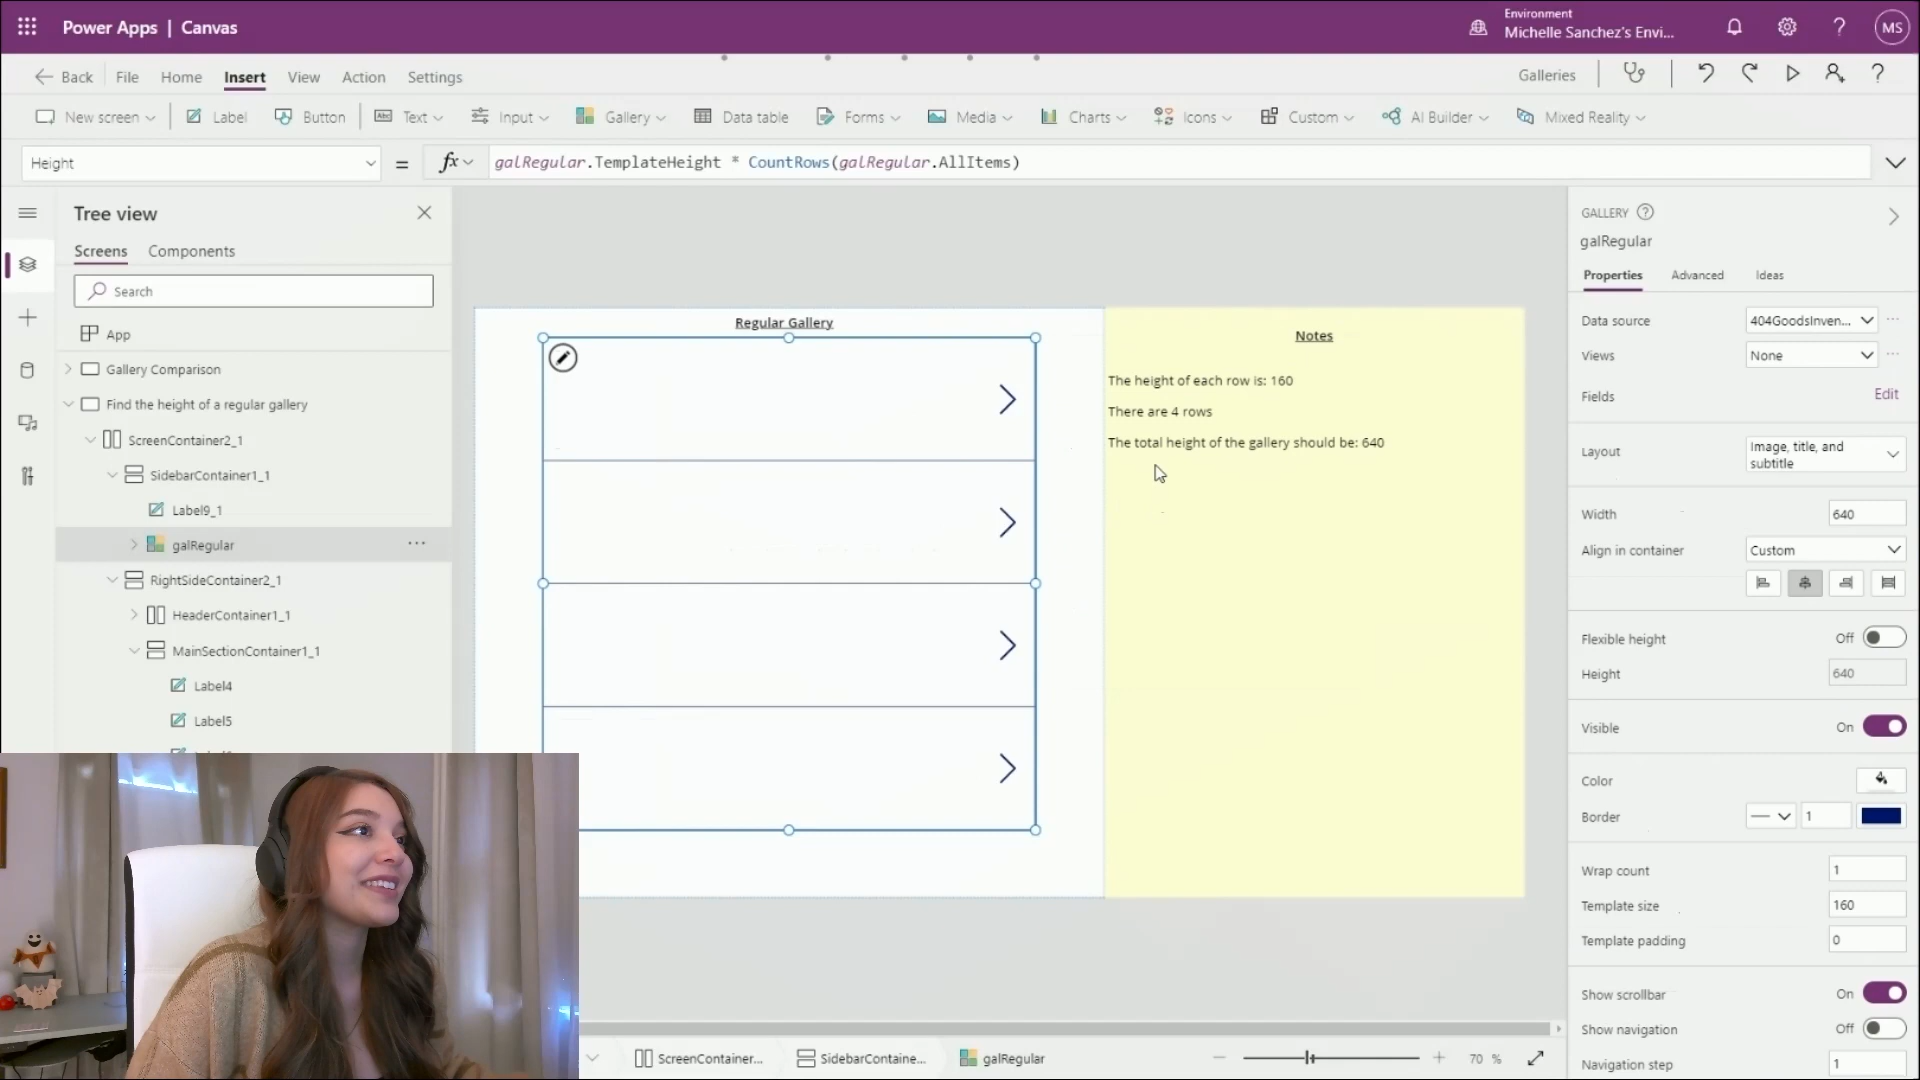 Power Apps | Canvas
Environment
Michelle Sanchez's Envi...
MS
Back File Home Insert View Action Settings
Galleries
New screen Label Button Text Input Gallery Data table Forms Media Charts Icons Custom AI Builder Mixed Reality
Height = fx galRegular.TemplateHeight * CountRows(galRegular.AllItems)
Tree view
Screens Components
Search
App
Gallery Comparison
Find the height of a regular gallery
ScreenContainer2_1
SidebarContainer1_1
Label9_1
galRegular
RightSideContainer2_1
HeaderContainer1_1
MainSectionContainer1_1
Label4
Label5
Regular Gallery
Notes
The height of each row is: 160
There are 4 rows
The total height of the gallery should be: 640
GALLERY
galRegular
Properties Advanced Ideas
Data source 404GoodsInven...
Views None
Fields Edit
Layout Image, title, and subtitle
Width 640
Align in container Custom
Flexible height Off
Height 640
Visible On
Color
Border 1
Wrap count 1
Template size 160
Template padding 0
Show scrollbar On
Show navigation Off
Navigation step 1
ScreenContainer... SidebarContaine... galRegular
70 %